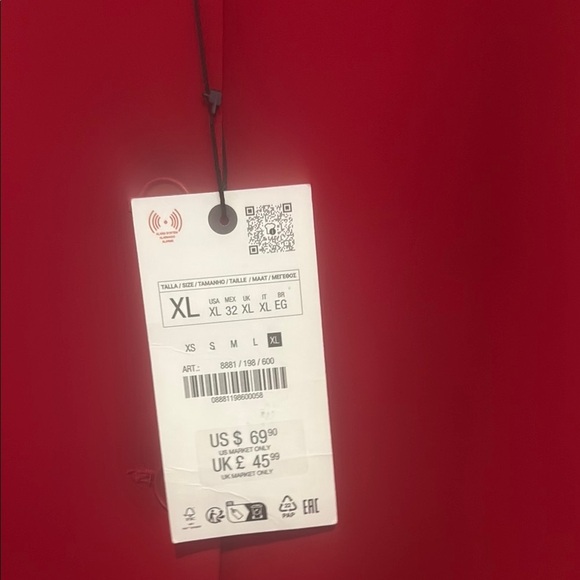 TALLA / SIZE / TAMANHO / TAILLE / MAAT / ΜΕΓΕΘΟΣ
XL
USA MEX UK IT BR
XL 32 XL XL EG
XS S M L XL
ART.: 8881 / 198 / 600
08881198600058
US $ 69 90
US MARKET ONLY
UK £ 45 99
UK MARKET ONLY
PAP
EAC